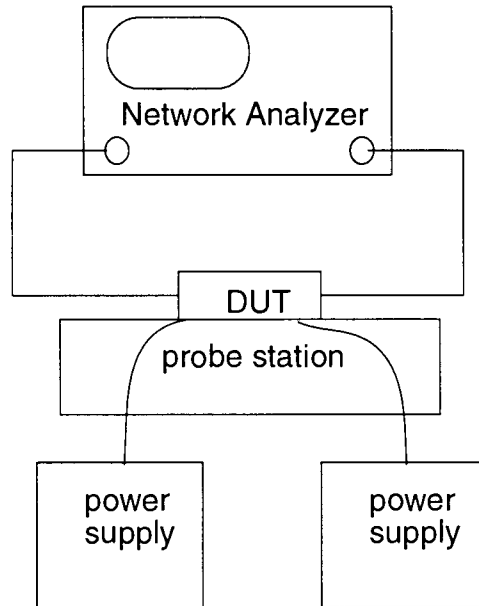 Network Analyzer
DUT
probe station
power
supply
power
supply